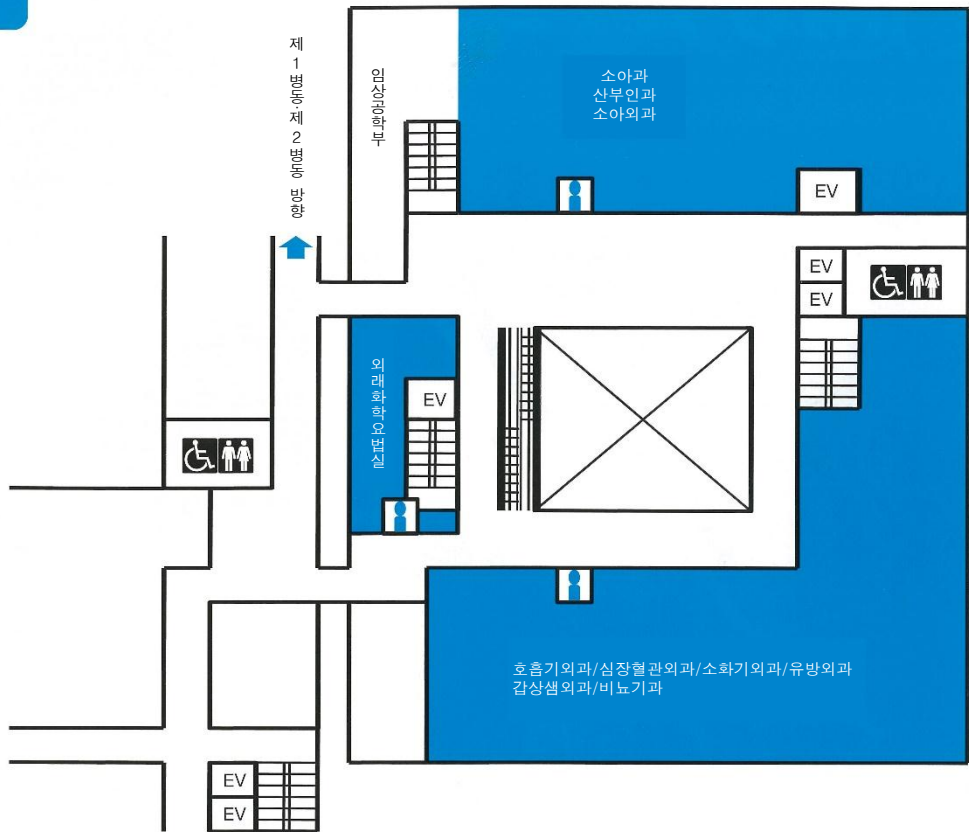 제1병동·제2병동 방향
임상공학부
소아과
산부인과
소아외과
EV
EV
EV
외래화학요법실
EV
호흡기외과/심장혈관외과/소화기외과/유방외과
갑상샘외과/비뇨기과
EV
EV